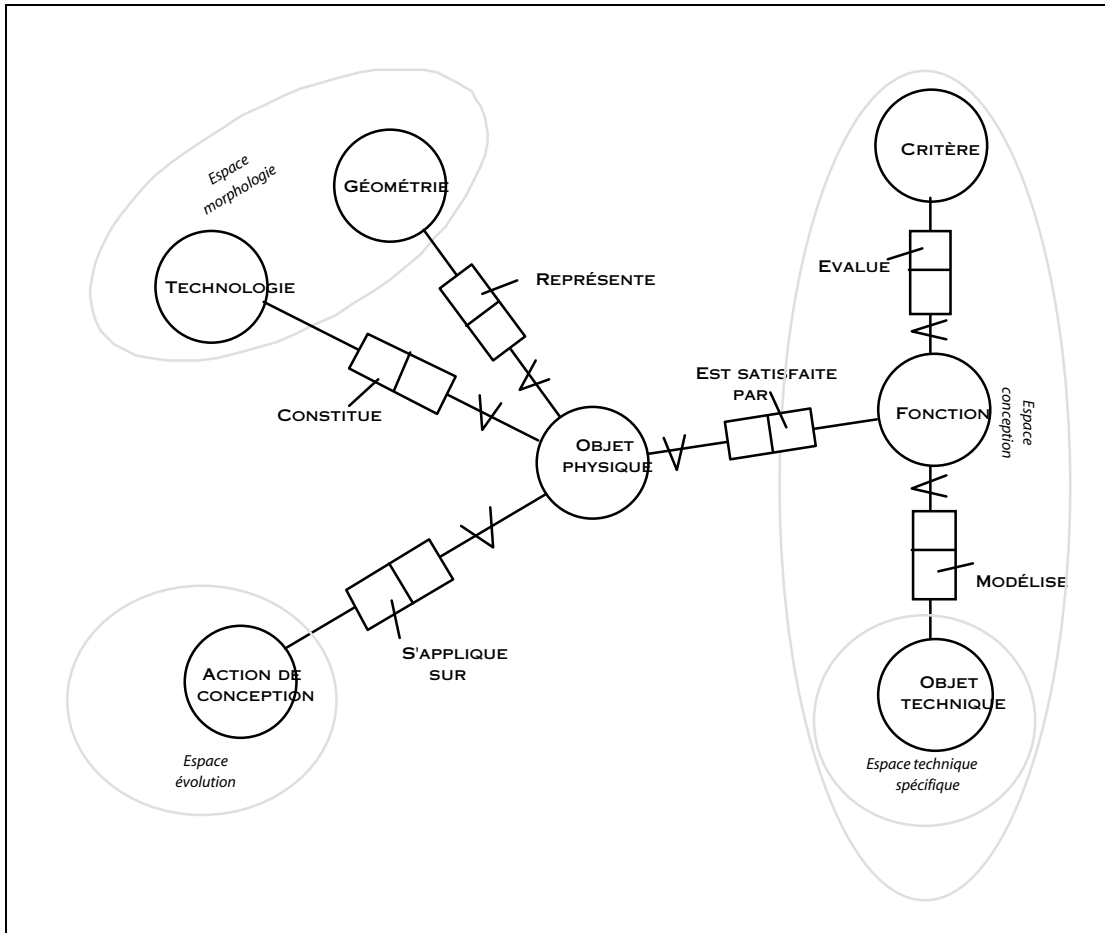 Espace
morphologie
GÉOMÉTRIE
TECHNOLOGIE
REPRÉSENTE
CONSTITUE
CRITÈRE
EVALUE
EST SATISFAITE
PAR
FONCTION
Espace
conception
OBJET
PHYSIQUE
MODÉLISE
S'APPLIQUE
SUR
ACTION DE
CONCEPTION
Espace
évolution
OBJET
TECHNIQUE
Espace technique
spécifique